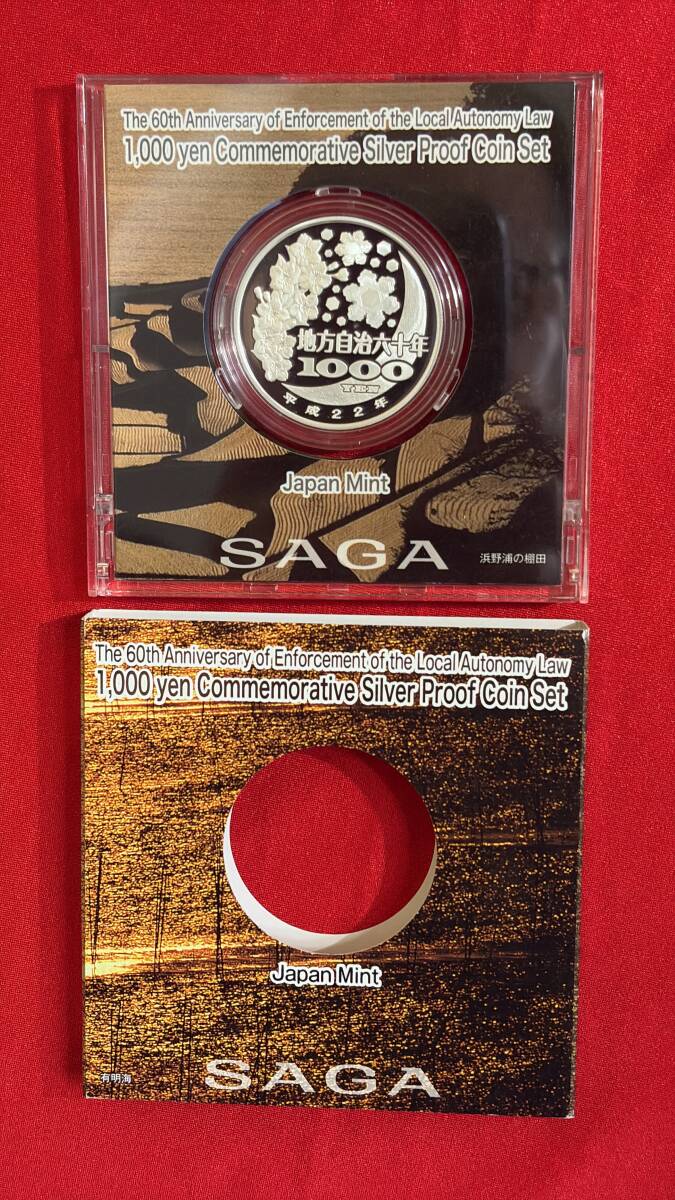 The 60th Anniversary of Enforcement of the Local Autonomy Law
1,000 yen Commemorative Silver Proof Coin Set
地方自治六十年
1000
YEN
平成22年
Japan Mint
SAGA
浜野浦の棚田
The 60th Anniversary of Enforcement of the Local Autonomy Law
1,000 yen Commemorative Silver Proof Coin Set
Japan Mint
有明海
SAGA